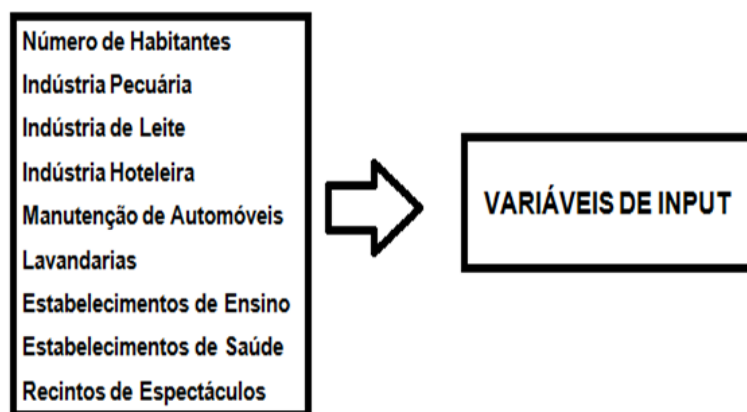 Número de Habitantes
Indústria Pecuária
Indústria de Leite
Indústria Hoteleira
Manutenção de Automóveis
Lavandarias
Estabelecimentos de Ensino
Estabelecimentos de Saúde
Recintos de Espectáculos
VARIÁVEIS DE INPUT